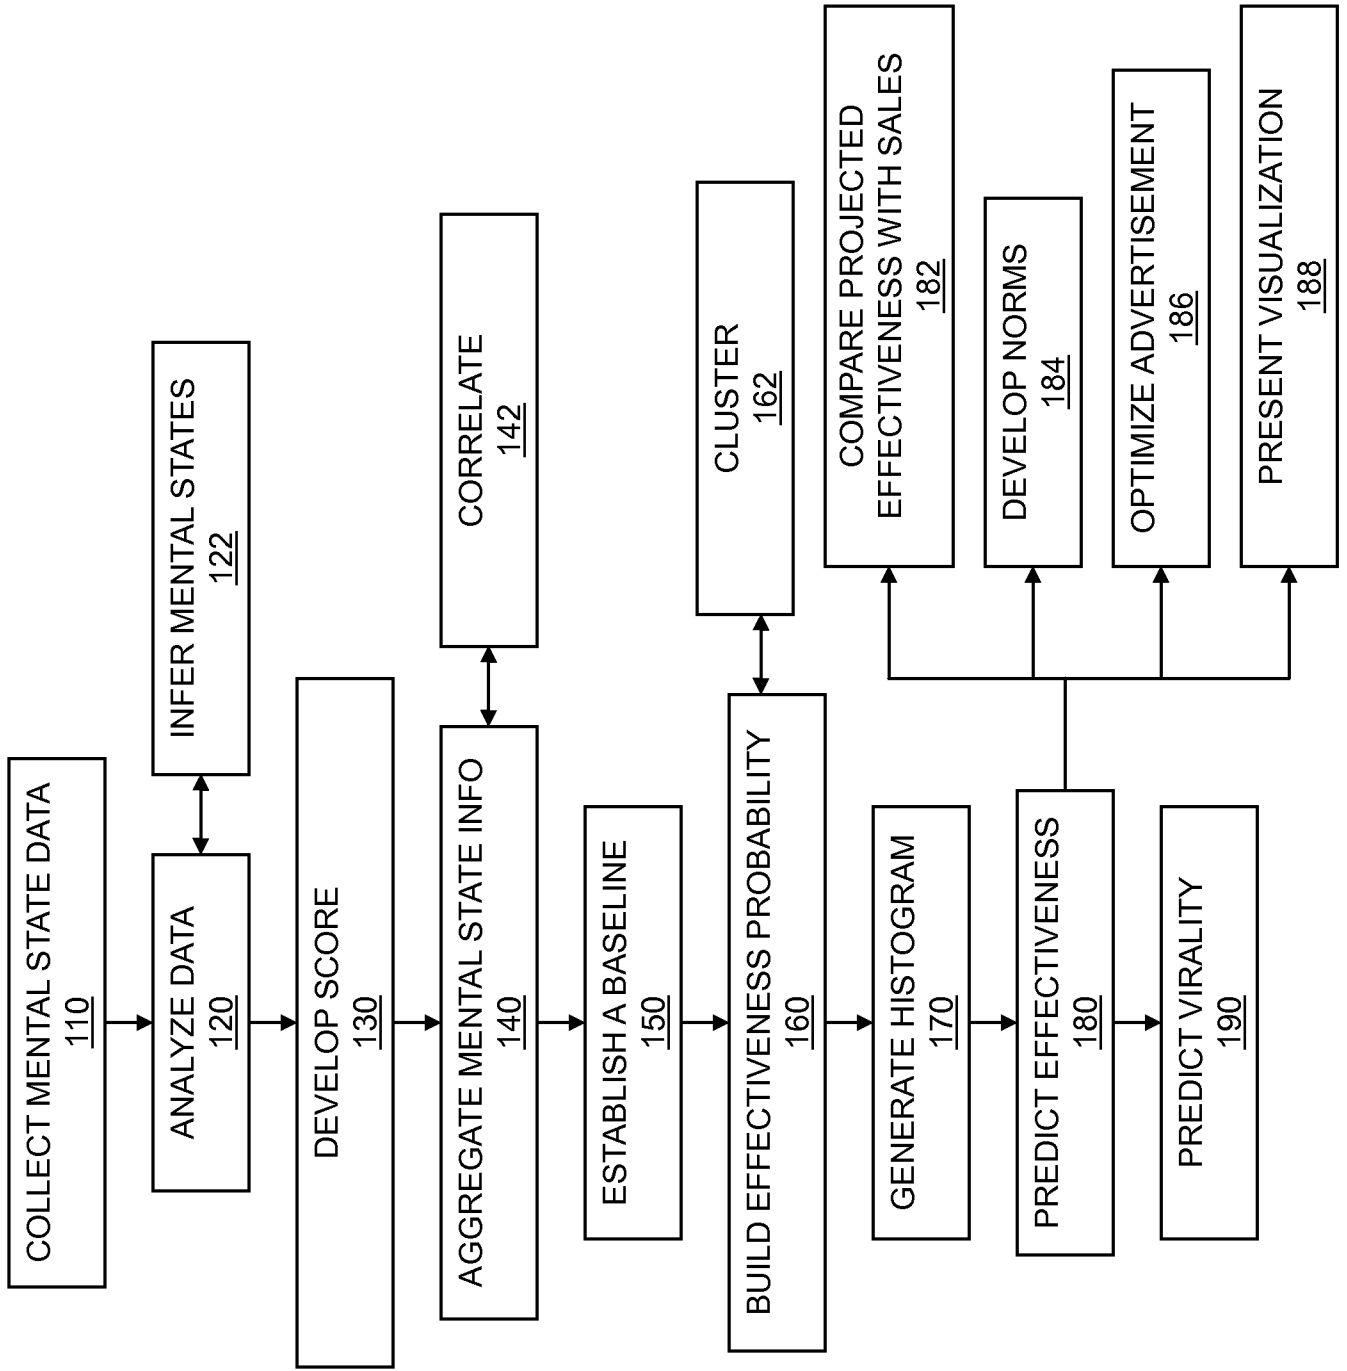 COLLECT MENTAL STATE DATA
110
ANALYZE DATA
120
INFER MENTAL STATES
122
DEVELOP SCORE
130
AGGREGATE MENTAL STATE INFO
140
CORRELATE
142
ESTABLISH A BASELINE
150
BUILD EFFECTIVENESS PROBABILITY
160
CLUSTER
162
GENERATE HISTOGRAM
170
PREDICT EFFECTIVENESS
180
COMPARE PROJECTED
EFFECTIVENESS WITH SALES
182
DEVELOP NORMS
184
OPTIMIZE ADVERTISEMENT
186
PRESENT VISUALIZATION
188
PREDICT VIRALITY
190